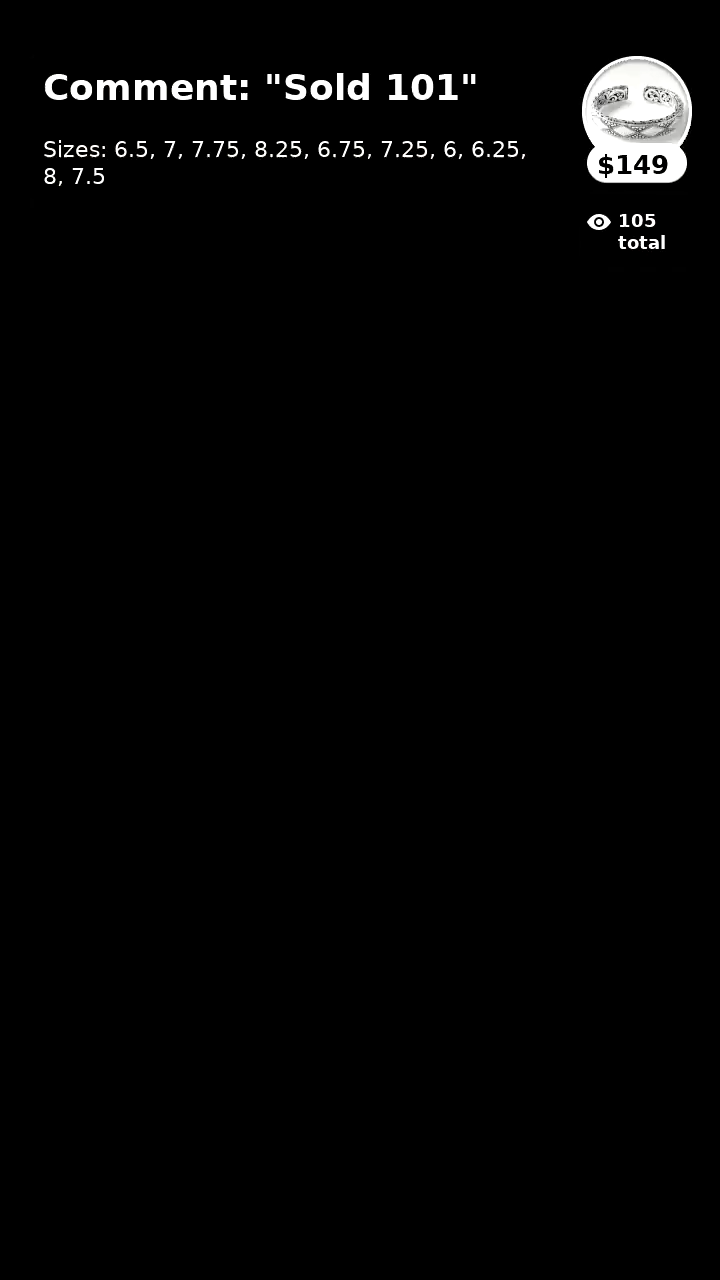 Comment: "Sold 101"
Sizes: 6.5, 7, 7.75, 8.25, 6.75, 7.25, 6, 6.25,
8, 7.5
$149
105
total